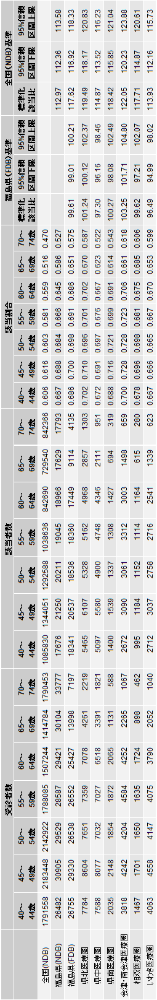 受診者数 該当者数 該当割合 福島県(FDB)基準 全国(NDB)基準
40～ 45～ 50～ 55～ 60～ 65～ 70～ 40～ 45～ 50～ 55～ 60～ 65～ 70～ 40～ 45～ 50～ 55～ 60～ 65～ 70～ 標準化 95%信頼 95%信頼 標準化 95%信頼 95%信頼
44歳 49歳 54歳 59歳 64歳 69歳 74歳 44歳 49歳 54歳 59歳 64歳 69歳 74歳 44歳 49歳 54歳 59歳 64歳 69歳 74歳 該当比 区間下限 区間上限 該当比 区間下限 区間上限
全国(NDB) 1791558 2183448 2142922 1788085 1507244 1414784 1790453 1085830 1344051 1292588 1038636 842690 729540 842366 0.606 0.616 0.603 0.581 0.559 0.516 0.470
福島県(NDB) 26482 30905 29529 28587 29421 30104 33777 17676 21250 20211 19045 18966 17629 17793 0.667 0.688 0.684 0.666 0.645 0.586 0.527 112.97 112.36 113.58
福島県(FDB) 26755 29330 26538 26552 25427 13998 7197 18341 20537 18536 18360 17449 9114 4135 0.686 0.700 0.698 0.691 0.686 0.651 0.575 99.61 99.01 100.21 117.62 116.92 118.33
県北医療圏 7784 8604 7651 7359 7078 4261 2219 5465 6107 5328 5162 4968 2857 1303 0.702 0.710 0.696 0.701 0.702 0.670 0.587 101.24 100.12 102.37 119.49 118.17 120.83
県中医療圏 7588 8077 7032 7027 6518 3391 1821 5097 5580 4900 4748 4346 2111 951 0.672 0.691 0.697 0.676 0.667 0.623 0.522 97.30 96.16 98.46 114.87 113.52 116.23
県南医療圏 2035 2148 1854 1872 2065 1131 588 1400 1539 1337 1308 1427 694 319 0.688 0.716 0.721 0.699 0.691 0.614 0.543 100.27 98.08 102.49 118.42 115.85 121.04
会津・南会津医療圏 3818 4242 4204 4584 4252 2265 1067 2672 3090 3061 3312 3003 1498 659 0.700 0.728 0.728 0.723 0.706 0.661 0.618 103.25 101.71 104.80 122.05 120.23 123.88
相双医療圏 1467 1701 1650 1635 1724 898 462 995 1184 1152 1114 1164 615 280 0.678 0.696 0.698 0.681 0.675 0.685 0.606 99.62 97.21 102.07 117.71 114.87 120.61
いわき医療圏 4063 4558 4147 4075 3790 2052 1040 2712 3037 2758 2716 2541 1339 623 0.667 0.666 0.665 0.667 0.670 0.653 0.599 96.49 94.99 98.02 113.93 112.16 115.73